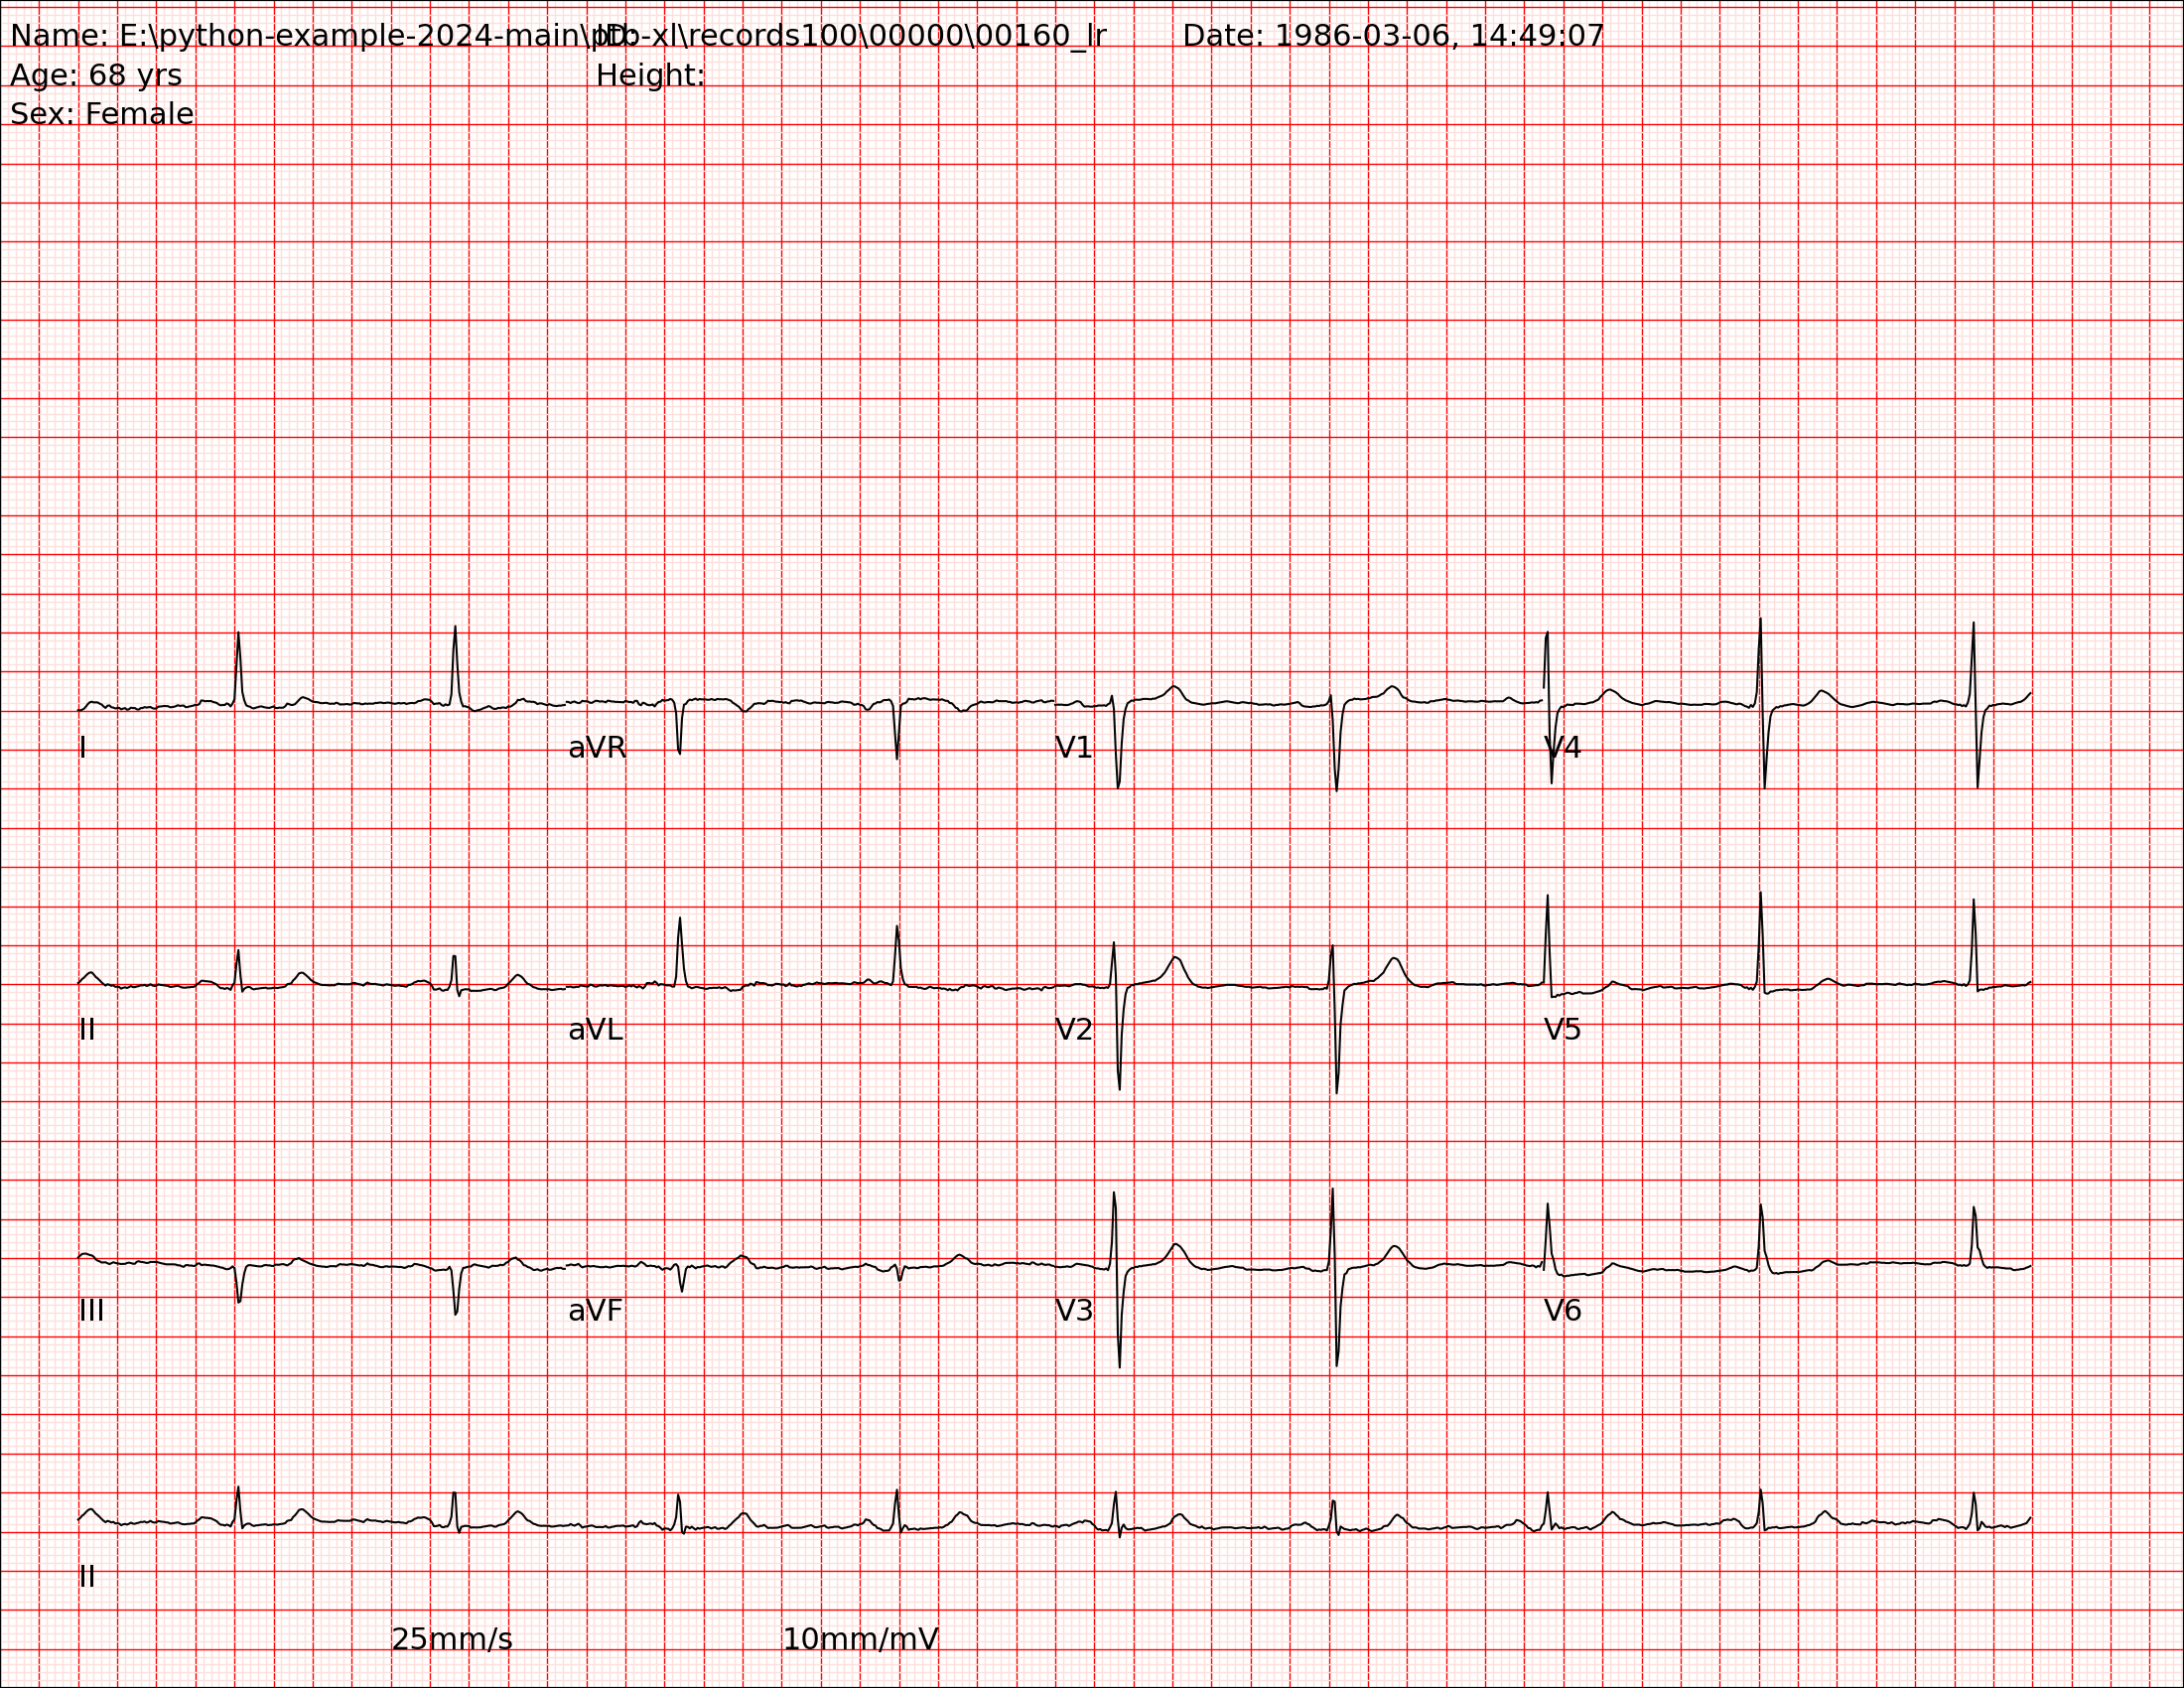 Name: E:\python-example-2024-main\ptb-xl\records100\00000\00160_lr ID: Date: 1986-03-06, 14:49:07
Age: 68 yrs Height:
Sex: Female
I aVR V1 V4
II aVL V2 V5
III aVF V3 V6
II
25mm/s 10mm/mV